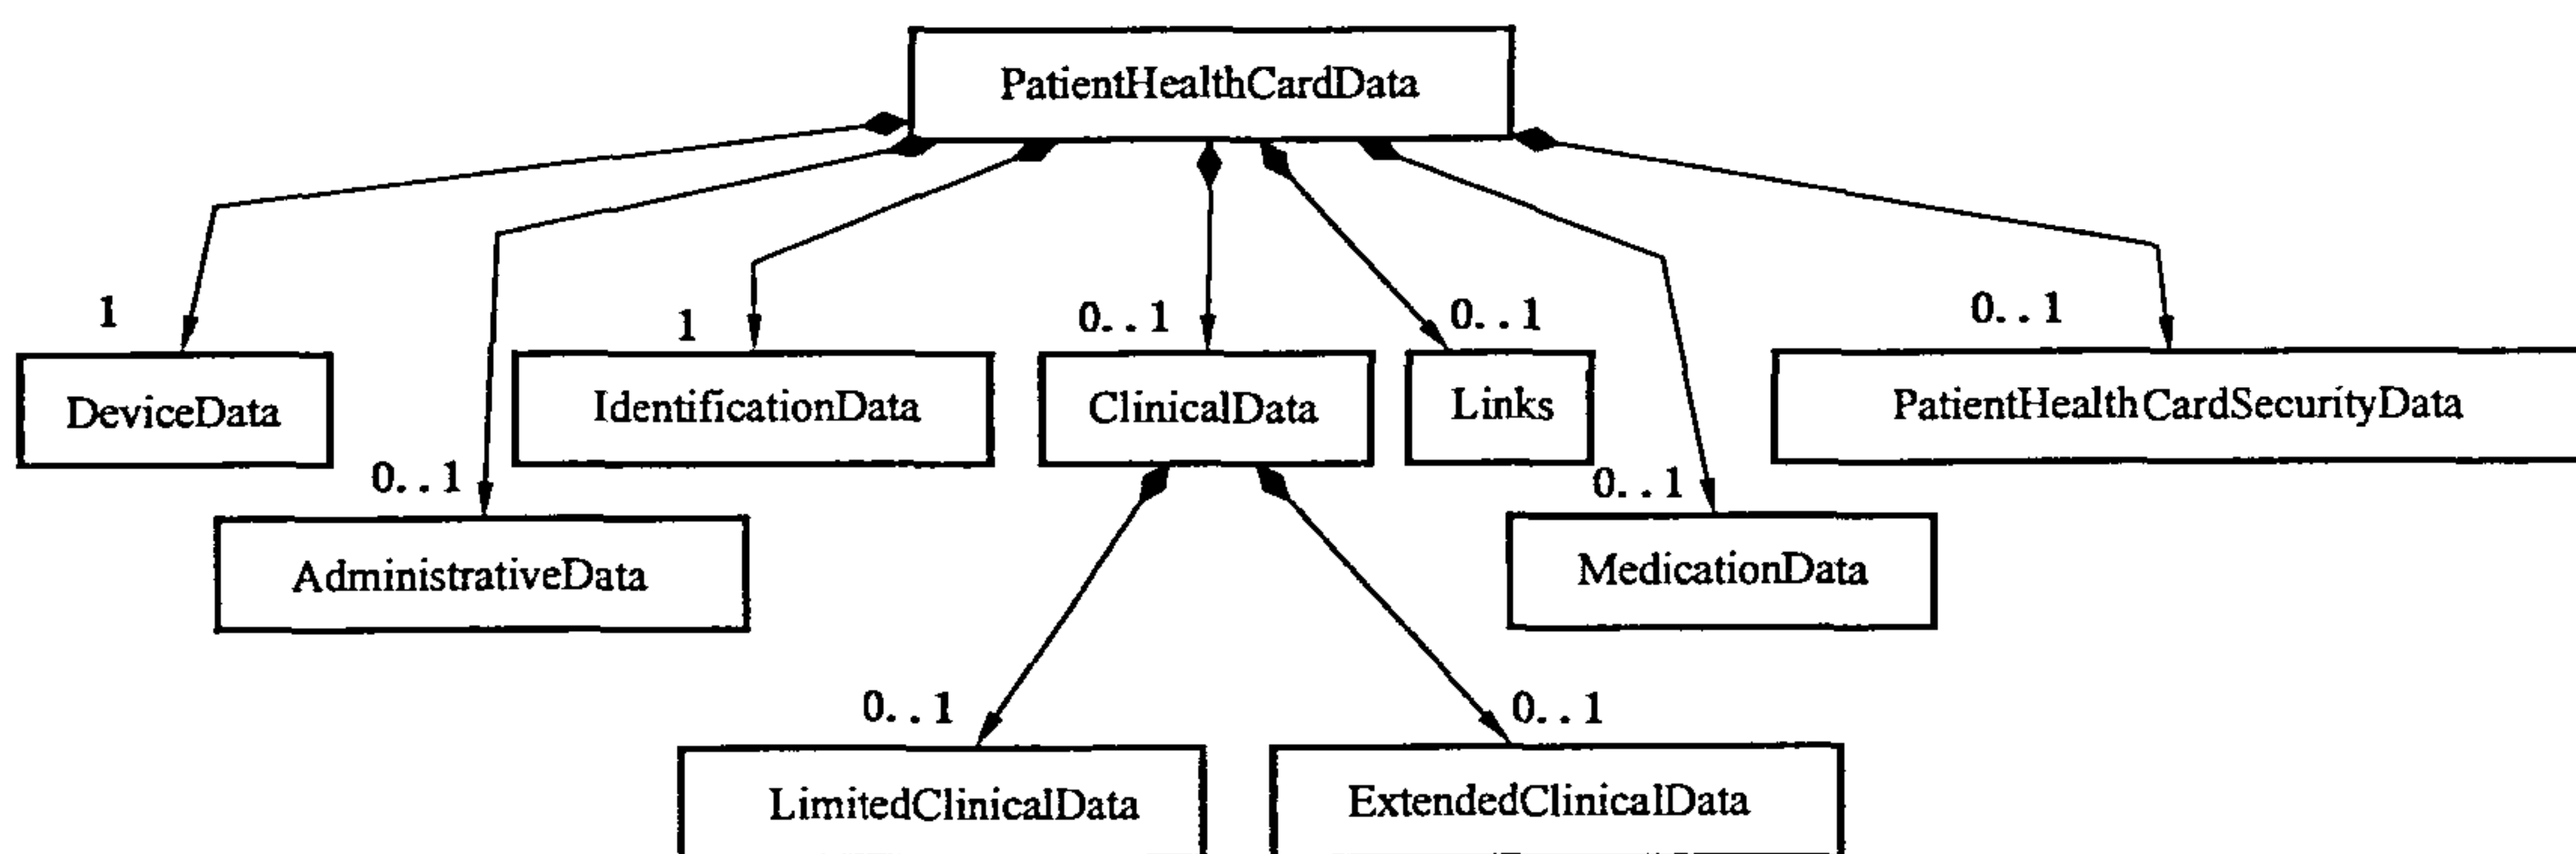 PatientHealthCardData
1
1
0..1
0..1
0..1
DeviceData
IdentificationData
ClinicalData
Links
PatientHealthCardSecurityData
0..1
0..1
AdministrativeData
MedicationData
0..1
0..1
LimitedClinicalData
ExtendedClinicalData